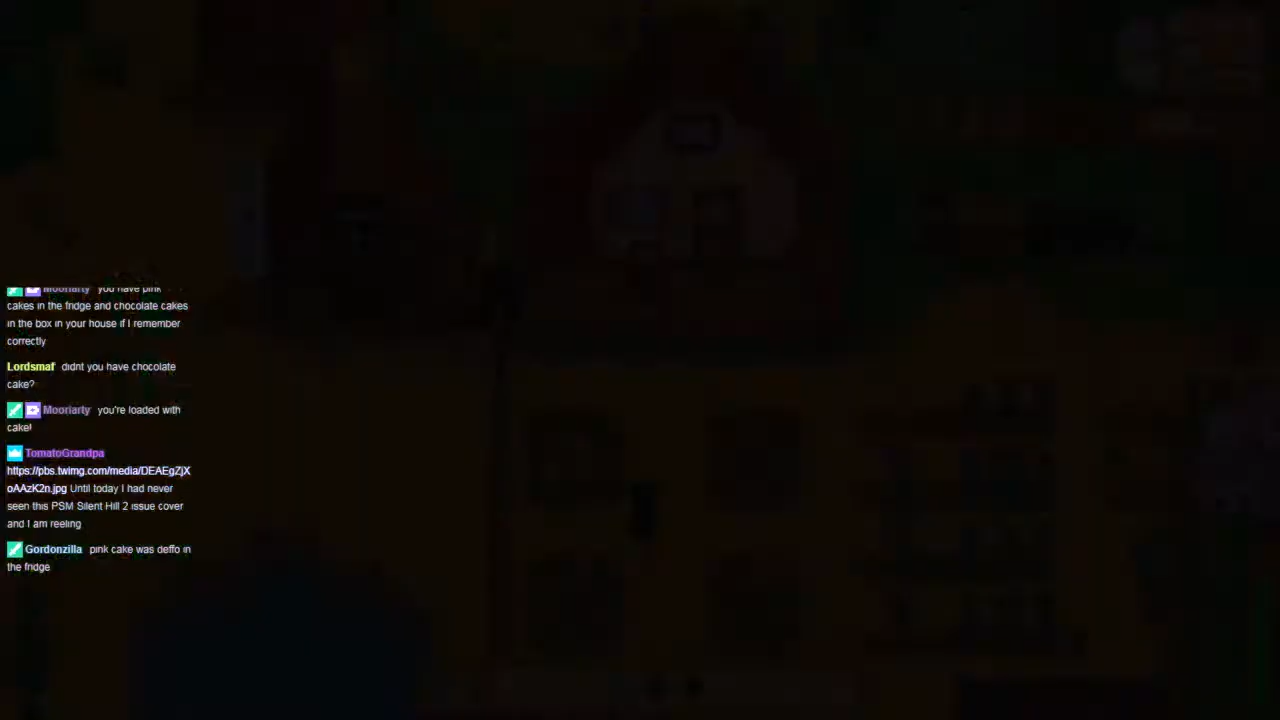 Mooriarty you have pink
cakes in the fridge and chocolate cakes
in the box in your house if I remember
correctly
Lordsmaf didnt you have chocolate
cake?
Mooriarty you're loaded with
cake!
TomatoGrandpa
https://pbs.twimg.com/media/DEAEgZjX
oAAzK2n.jpg Until today I had never
seen this PSM Silent Hill 2 issue cover
and I am reeling
Gordonzilla pink cake was deffo in
the fridge